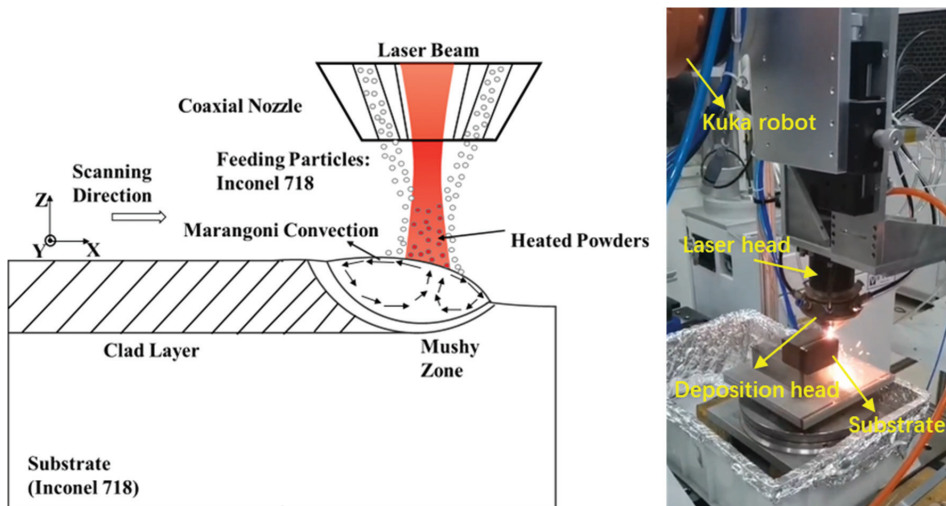 Laser Beam
Coaxial Nozzle
Feeding Particles:
Inconel 718
Scanning
Direction
Z
Y
X
Marangoni Convection
Heated Powders
Clad Layer
Mushy
Zone
Substrate
(Inconel 718)
Kuka robot
Laser head
Deposition head
Substrate